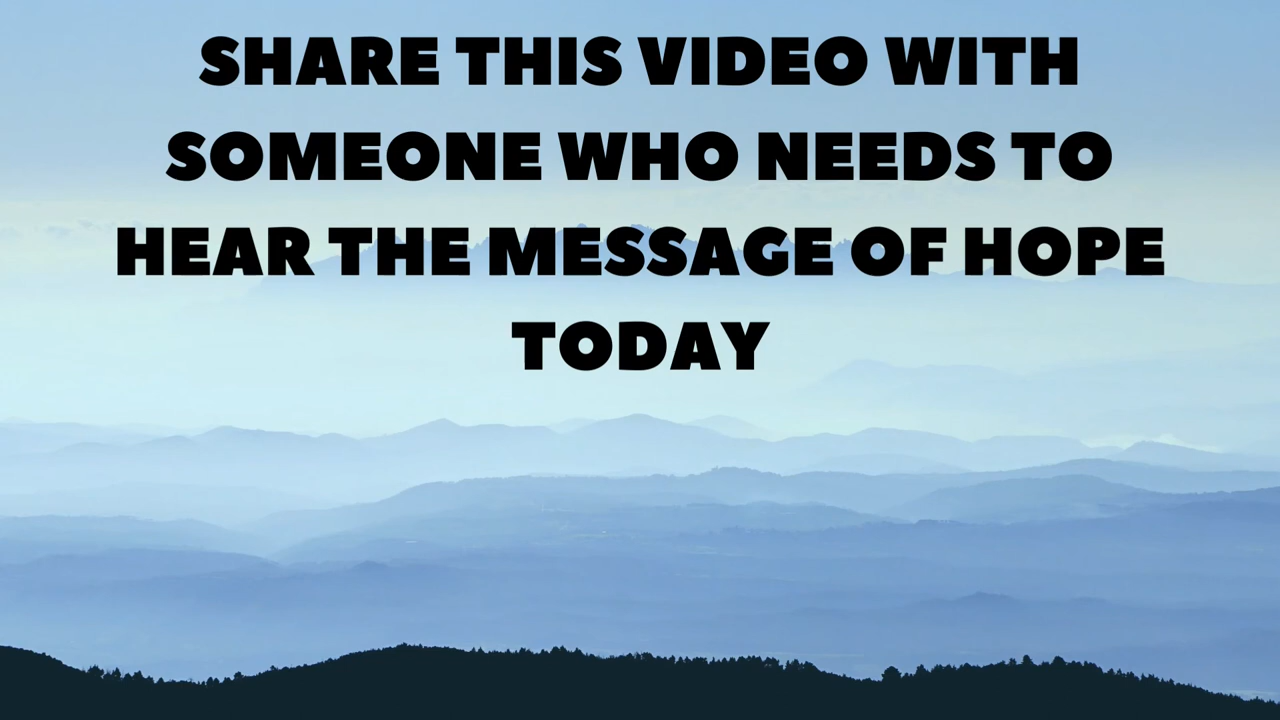 SHARE THIS VIDEO WITH
SOMEONE WHO NEEDS TO
HEAR THE MESSAGE OF HOPE
TODAY